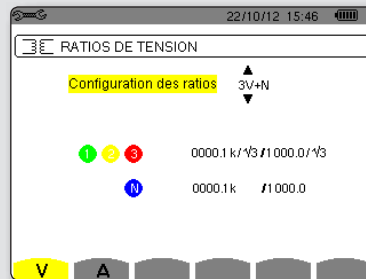 22/10/12 15:46
RATIOS DE TENSION
Configuration des ratios 3V+N
1 2 3 0000.1 k/√3 /1000.0/√3
N 0000.1 k /1000.0
V A